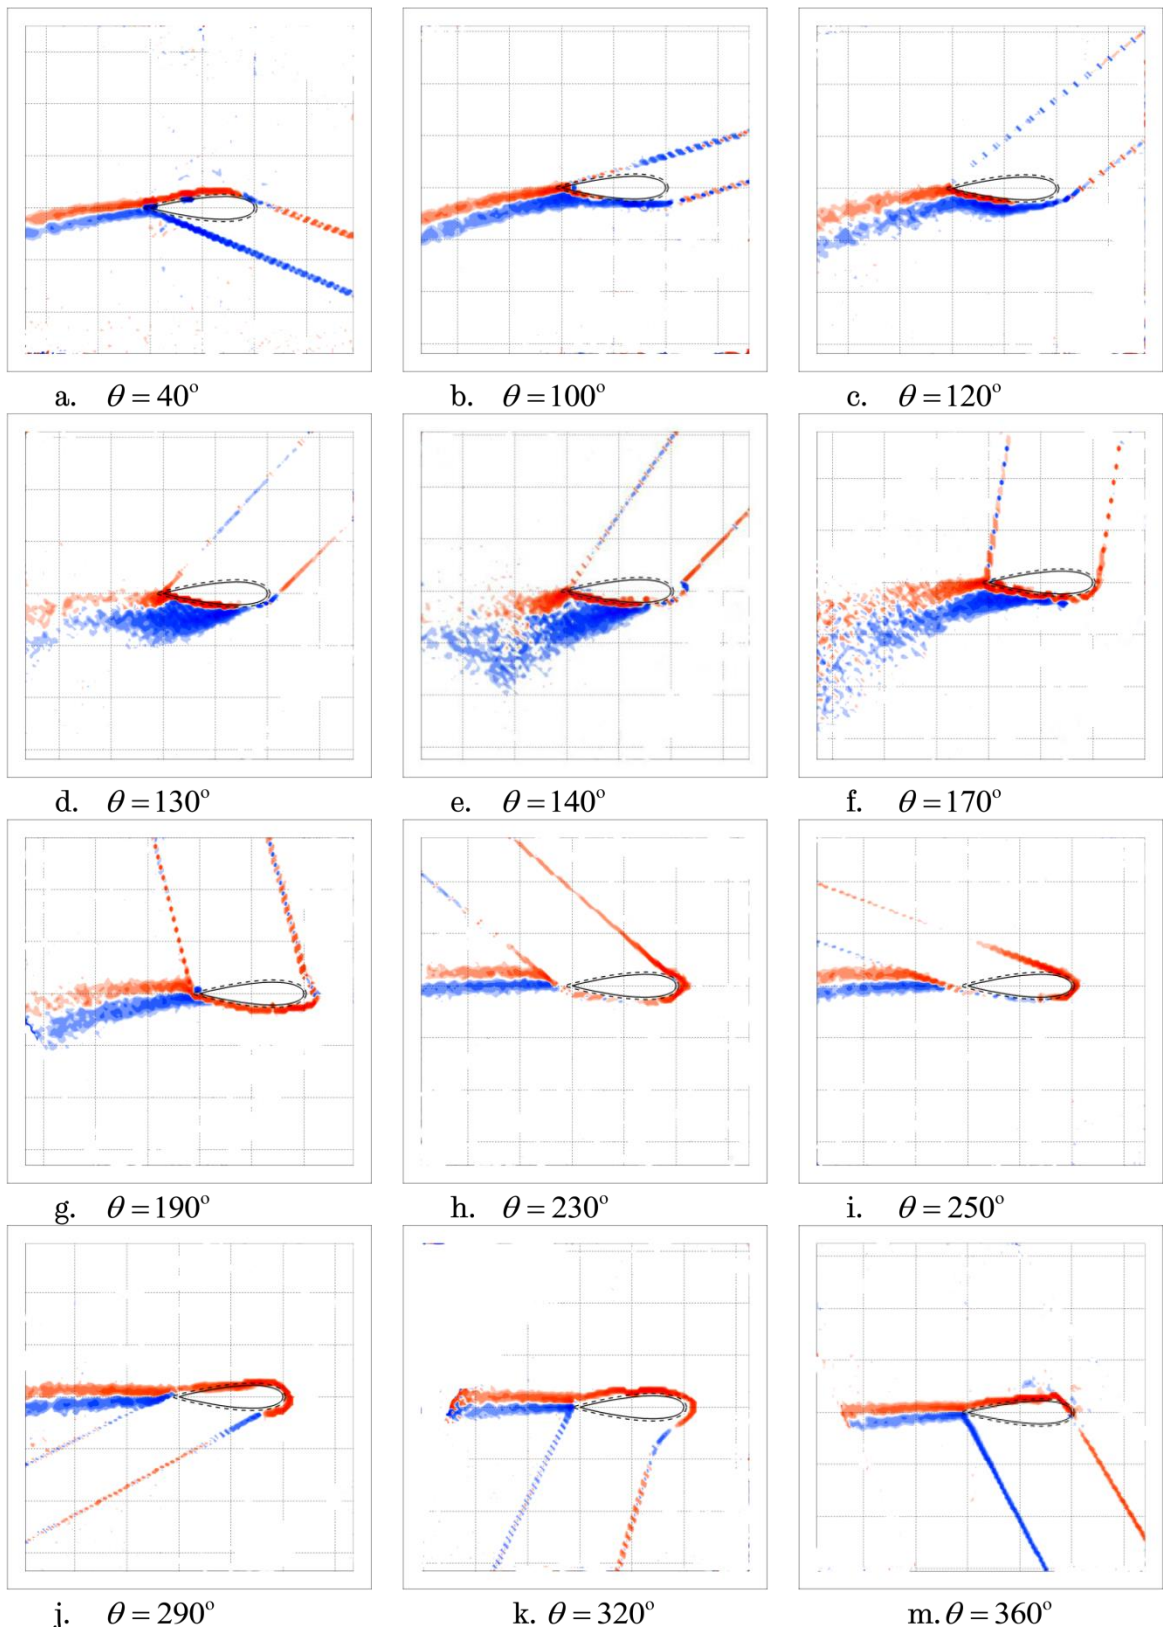 a. θ = 40° b. θ = 100° c. θ = 120°
d. θ = 130° e. θ = 140° f. θ = 170°
g. θ = 190° h. θ = 230° i. θ = 250°
j. θ = 290° k. θ = 320° m. θ = 360°